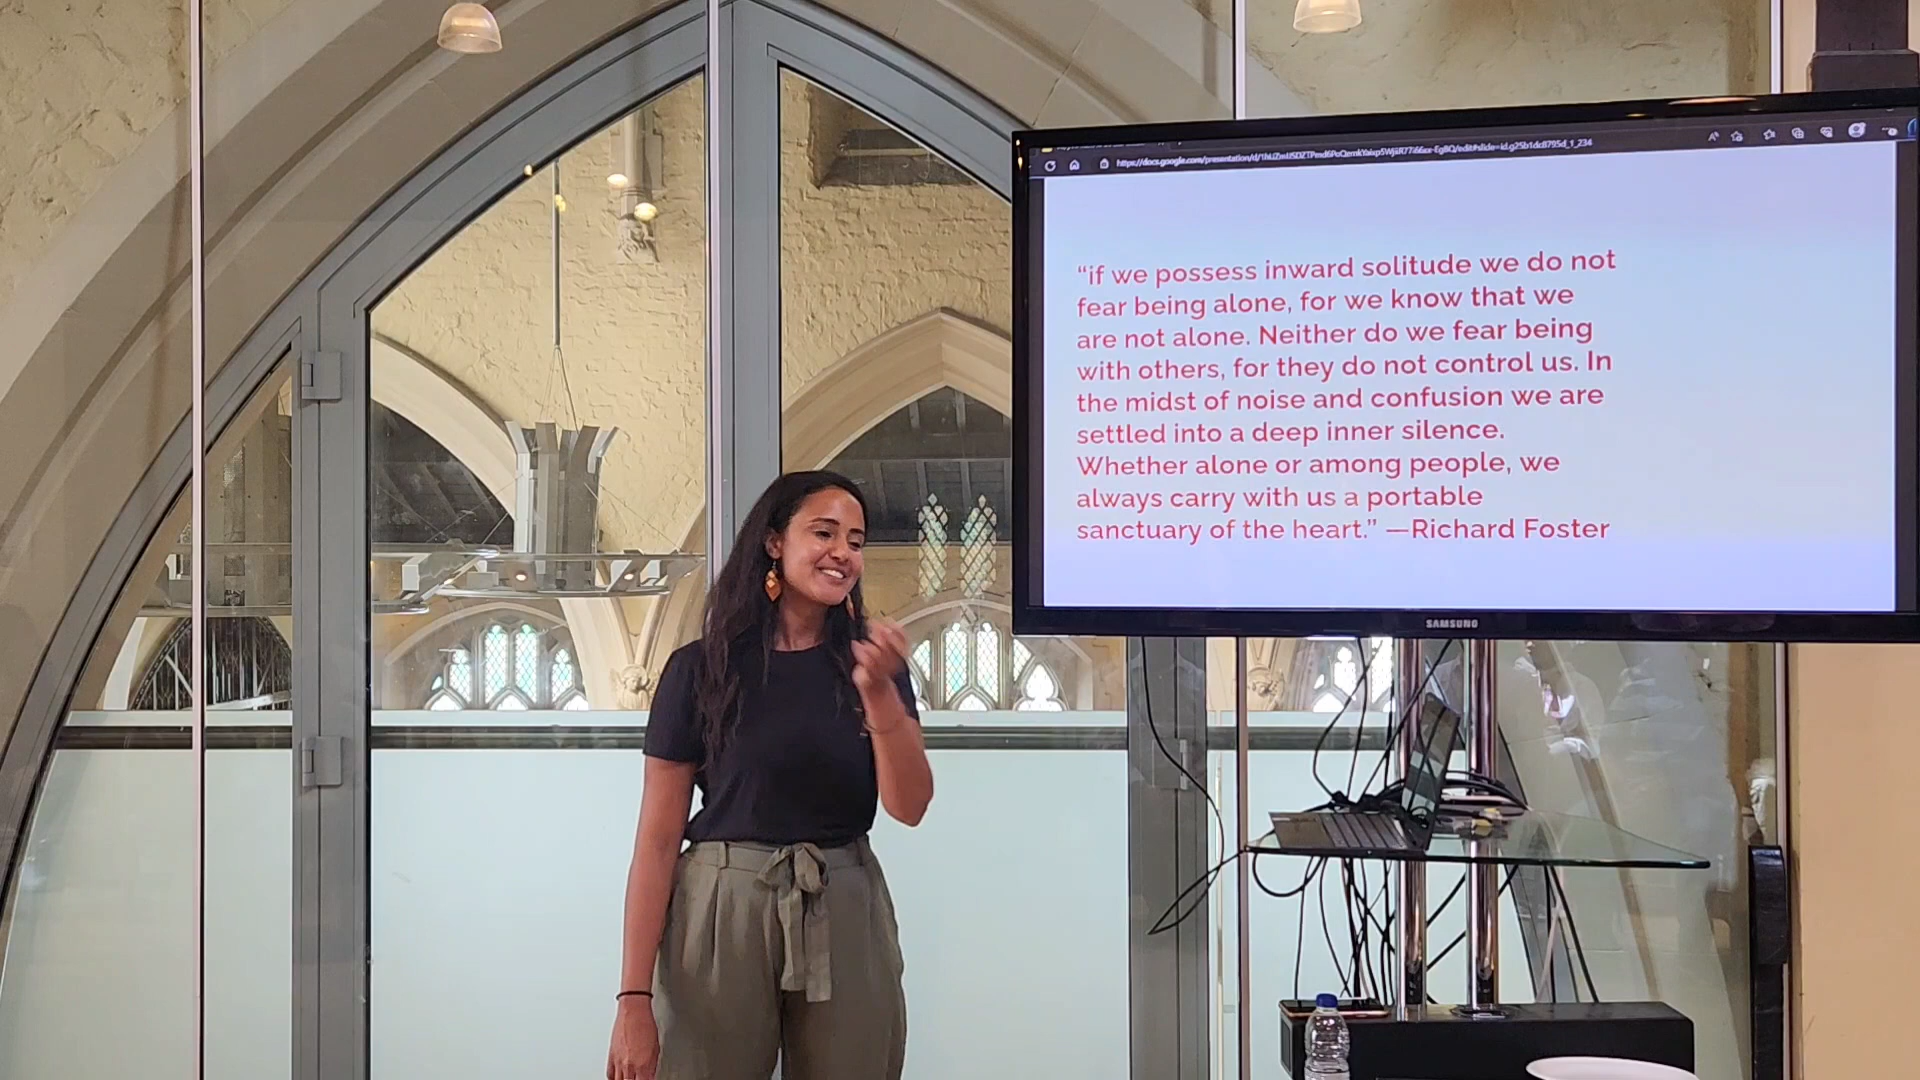 “if we possess inward solitude we do not
fear being alone, for we know that we
are not alone. Neither do we fear being
with others, for they do not control us. In
the midst of noise and confusion we are
settled into a deep inner silence.
Whether alone or among people, we
always carry with us a portable
sanctuary of the heart.” —Richard Foster
SAMSUNG